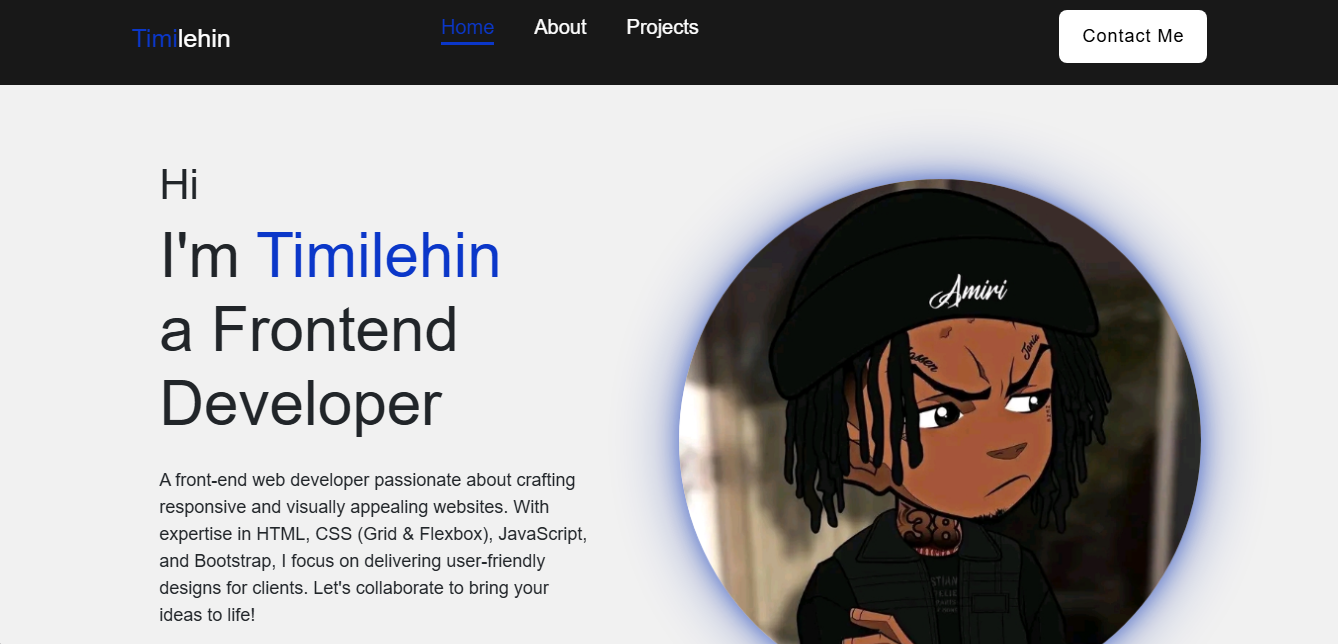 Timilehin
Home About Projects
Contact Me
Hi
I'm Timilehin
a Frontend
Developer
A front-end web developer passionate about crafting
responsive and visually appealing websites. With
expertise in HTML, CSS (Grid & Flexbox), JavaScript,
and Bootstrap, I focus on delivering user-friendly
designs for clients. Let's collaborate to bring your
ideas to life!
Amiri
38